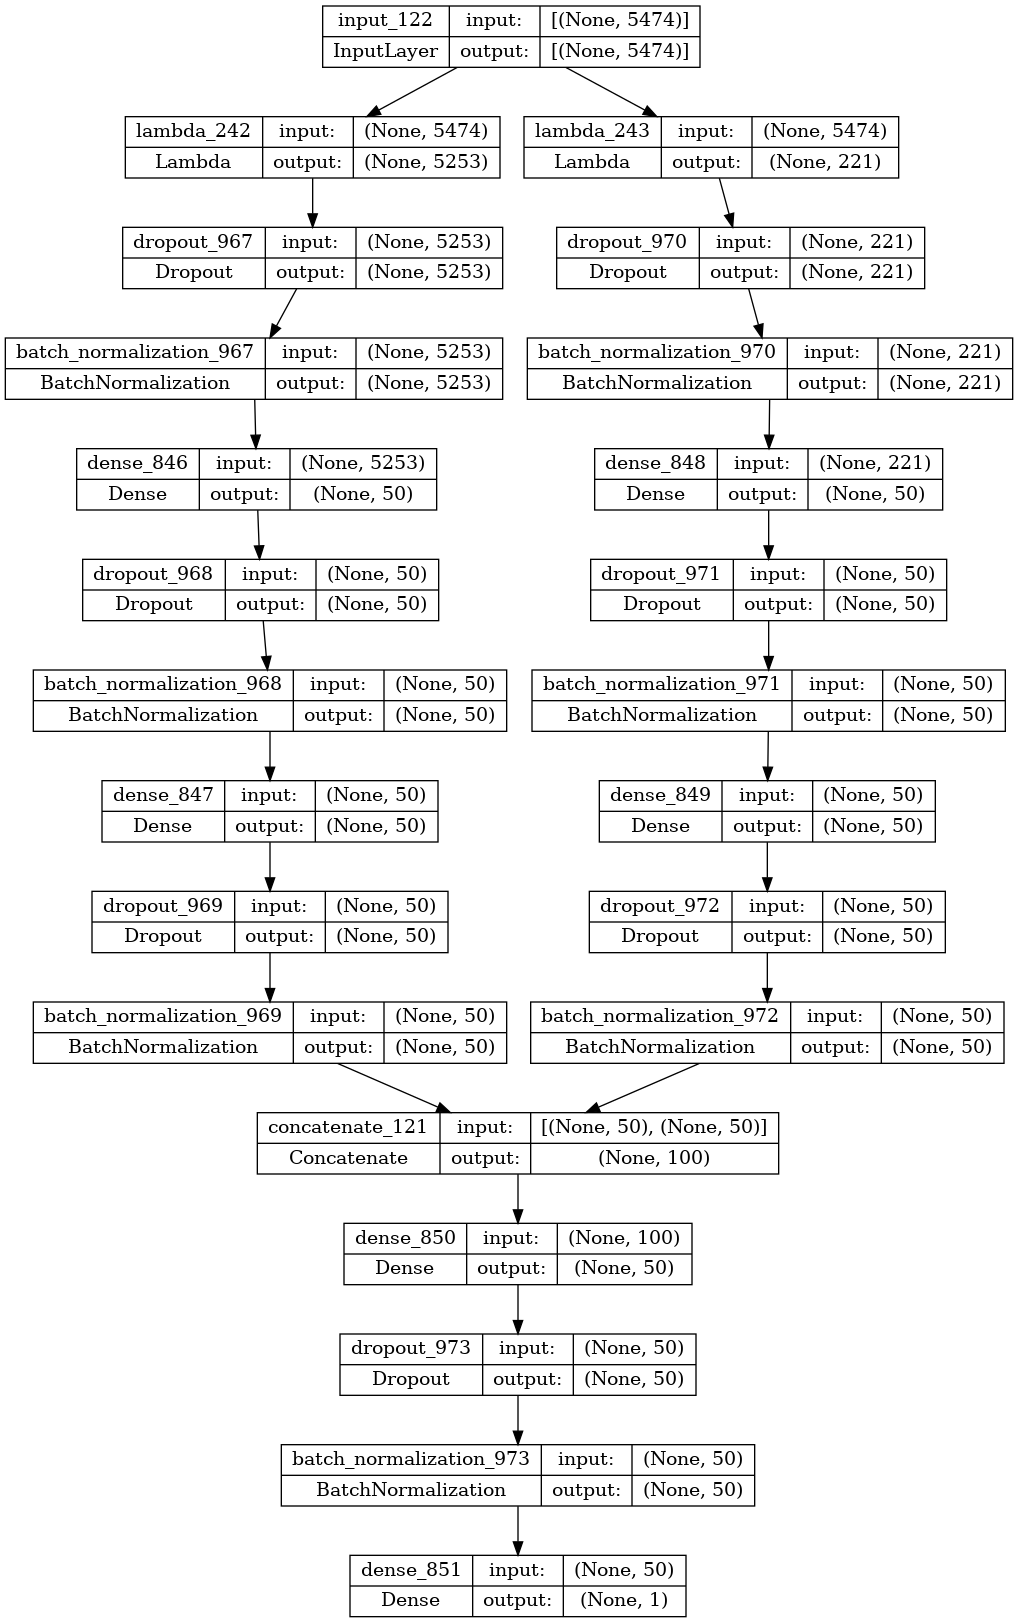 input_122 input: [(None, 5474)]
InputLayer output: [(None, 5474)]
lambda_242 input: (None, 5474)
Lambda output: (None, 5253)
lambda_243 input: (None, 5474)
Lambda output: (None, 221)
dropout_967 input: (None, 5253)
Dropout output: (None, 5253)
dropout_970 input: (None, 221)
Dropout output: (None, 221)
batch_normalization_967 input: (None, 5253)
BatchNormalization output: (None, 5253)
batch_normalization_970 input: (None, 221)
BatchNormalization output: (None, 221)
dense_846 input: (None, 5253)
Dense output: (None, 50)
dense_848 input: (None, 221)
Dense output: (None, 50)
dropout_968 input: (None, 50)
Dropout output: (None, 50)
dropout_971 input: (None, 50)
Dropout output: (None, 50)
batch_normalization_968 input: (None, 50)
BatchNormalization output: (None, 50)
batch_normalization_971 input: (None, 50)
BatchNormalization output: (None, 50)
dense_847 input: (None, 50)
Dense output: (None, 50)
dense_849 input: (None, 50)
Dense output: (None, 50)
dropout_969 input: (None, 50)
Dropout output: (None, 50)
dropout_972 input: (None, 50)
Dropout output: (None, 50)
batch_normalization_969 input: (None, 50)
BatchNormalization output: (None, 50)
batch_normalization_972 input: (None, 50)
BatchNormalization output: (None, 50)
concatenate_121 input: [(None, 50), (None, 50)]
Concatenate output: (None, 100)
dense_850 input: (None, 100)
Dense output: (None, 50)
dropout_973 input: (None, 50)
Dropout output: (None, 50)
batch_normalization_973 input: (None, 50)
BatchNormalization output: (None, 50)
dense_851 input: (None, 50)
Dense output: (None, 1)